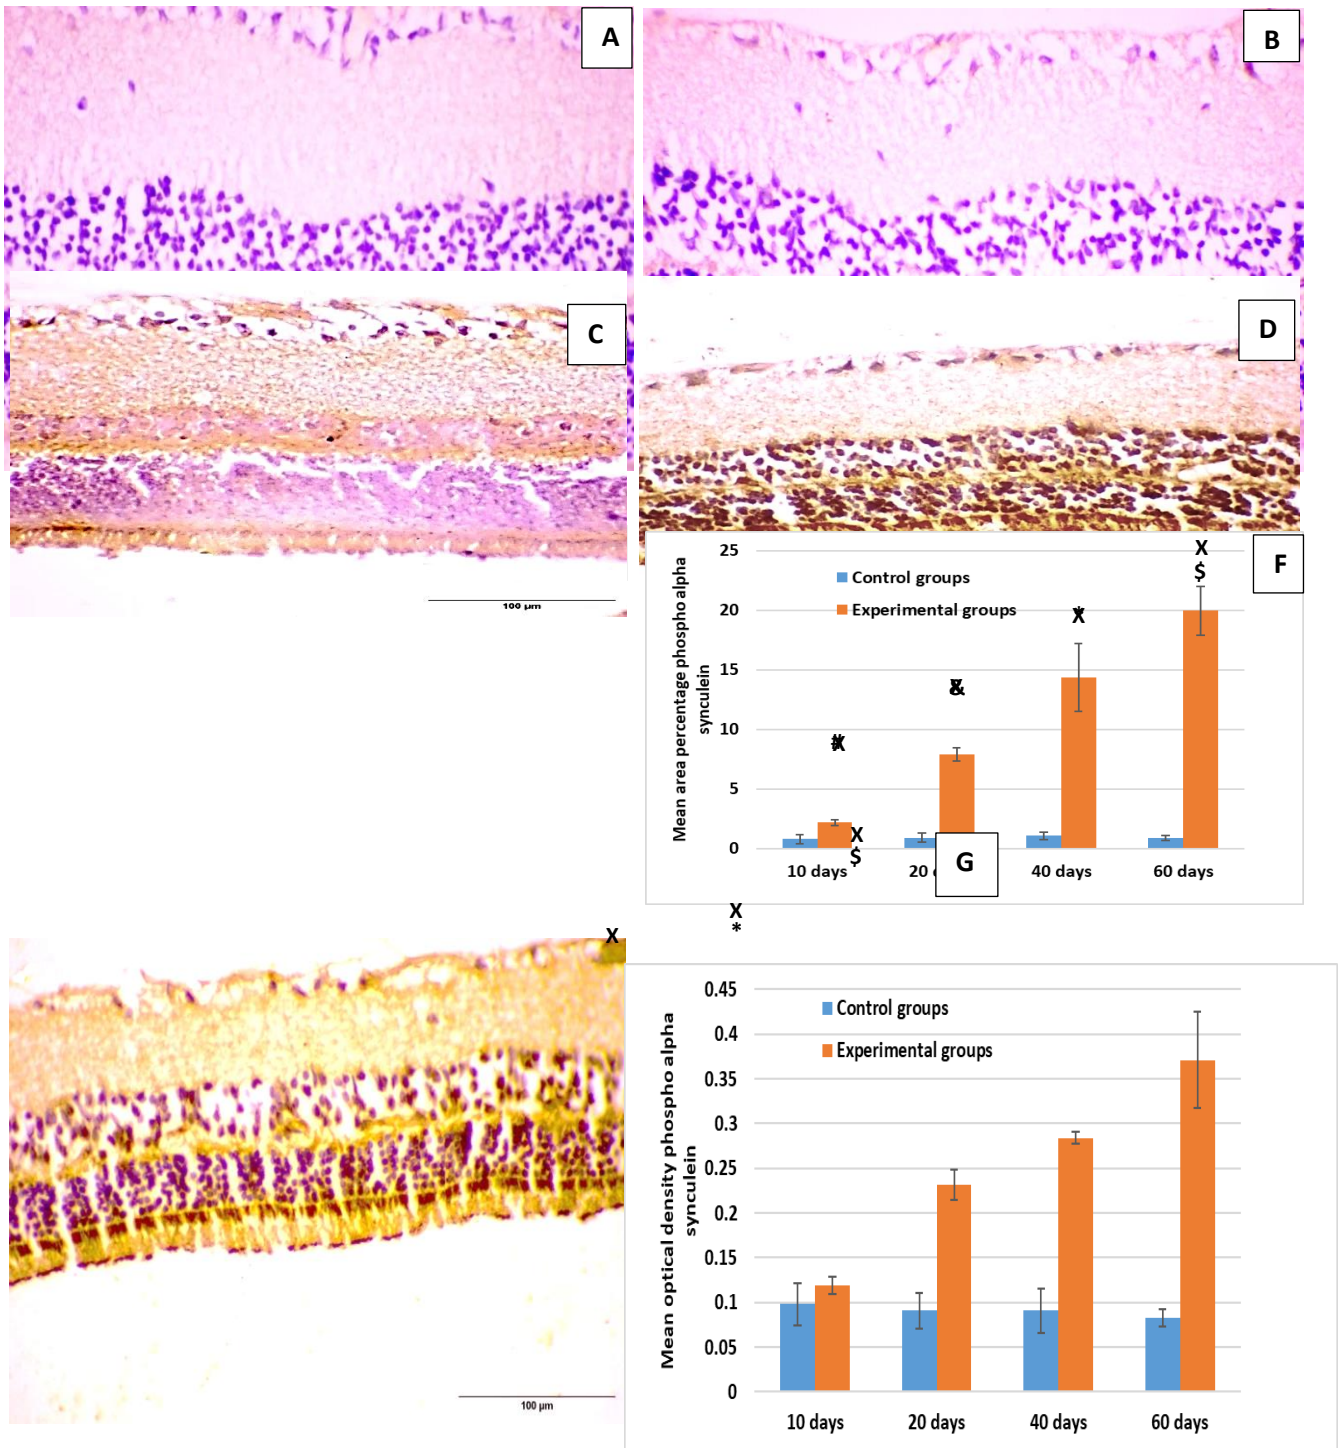 A
B
C
D
100 µm
F
Mean area percentage phospho alpha
synculein
25
20
15
10
5
0
Control groups
Experimental groups
X
$
X
*
X
&
X
#
X
$
10 days
20
40 days
60 days
G
X
*
X
100 µm
Mean optical density phospho alpha
synculein
0.45
0.4
0.35
0.3
0.25
0.2
0.15
0.1
0.05
0
Control groups
Experimental groups
10 days
20 days
40 days
60 days